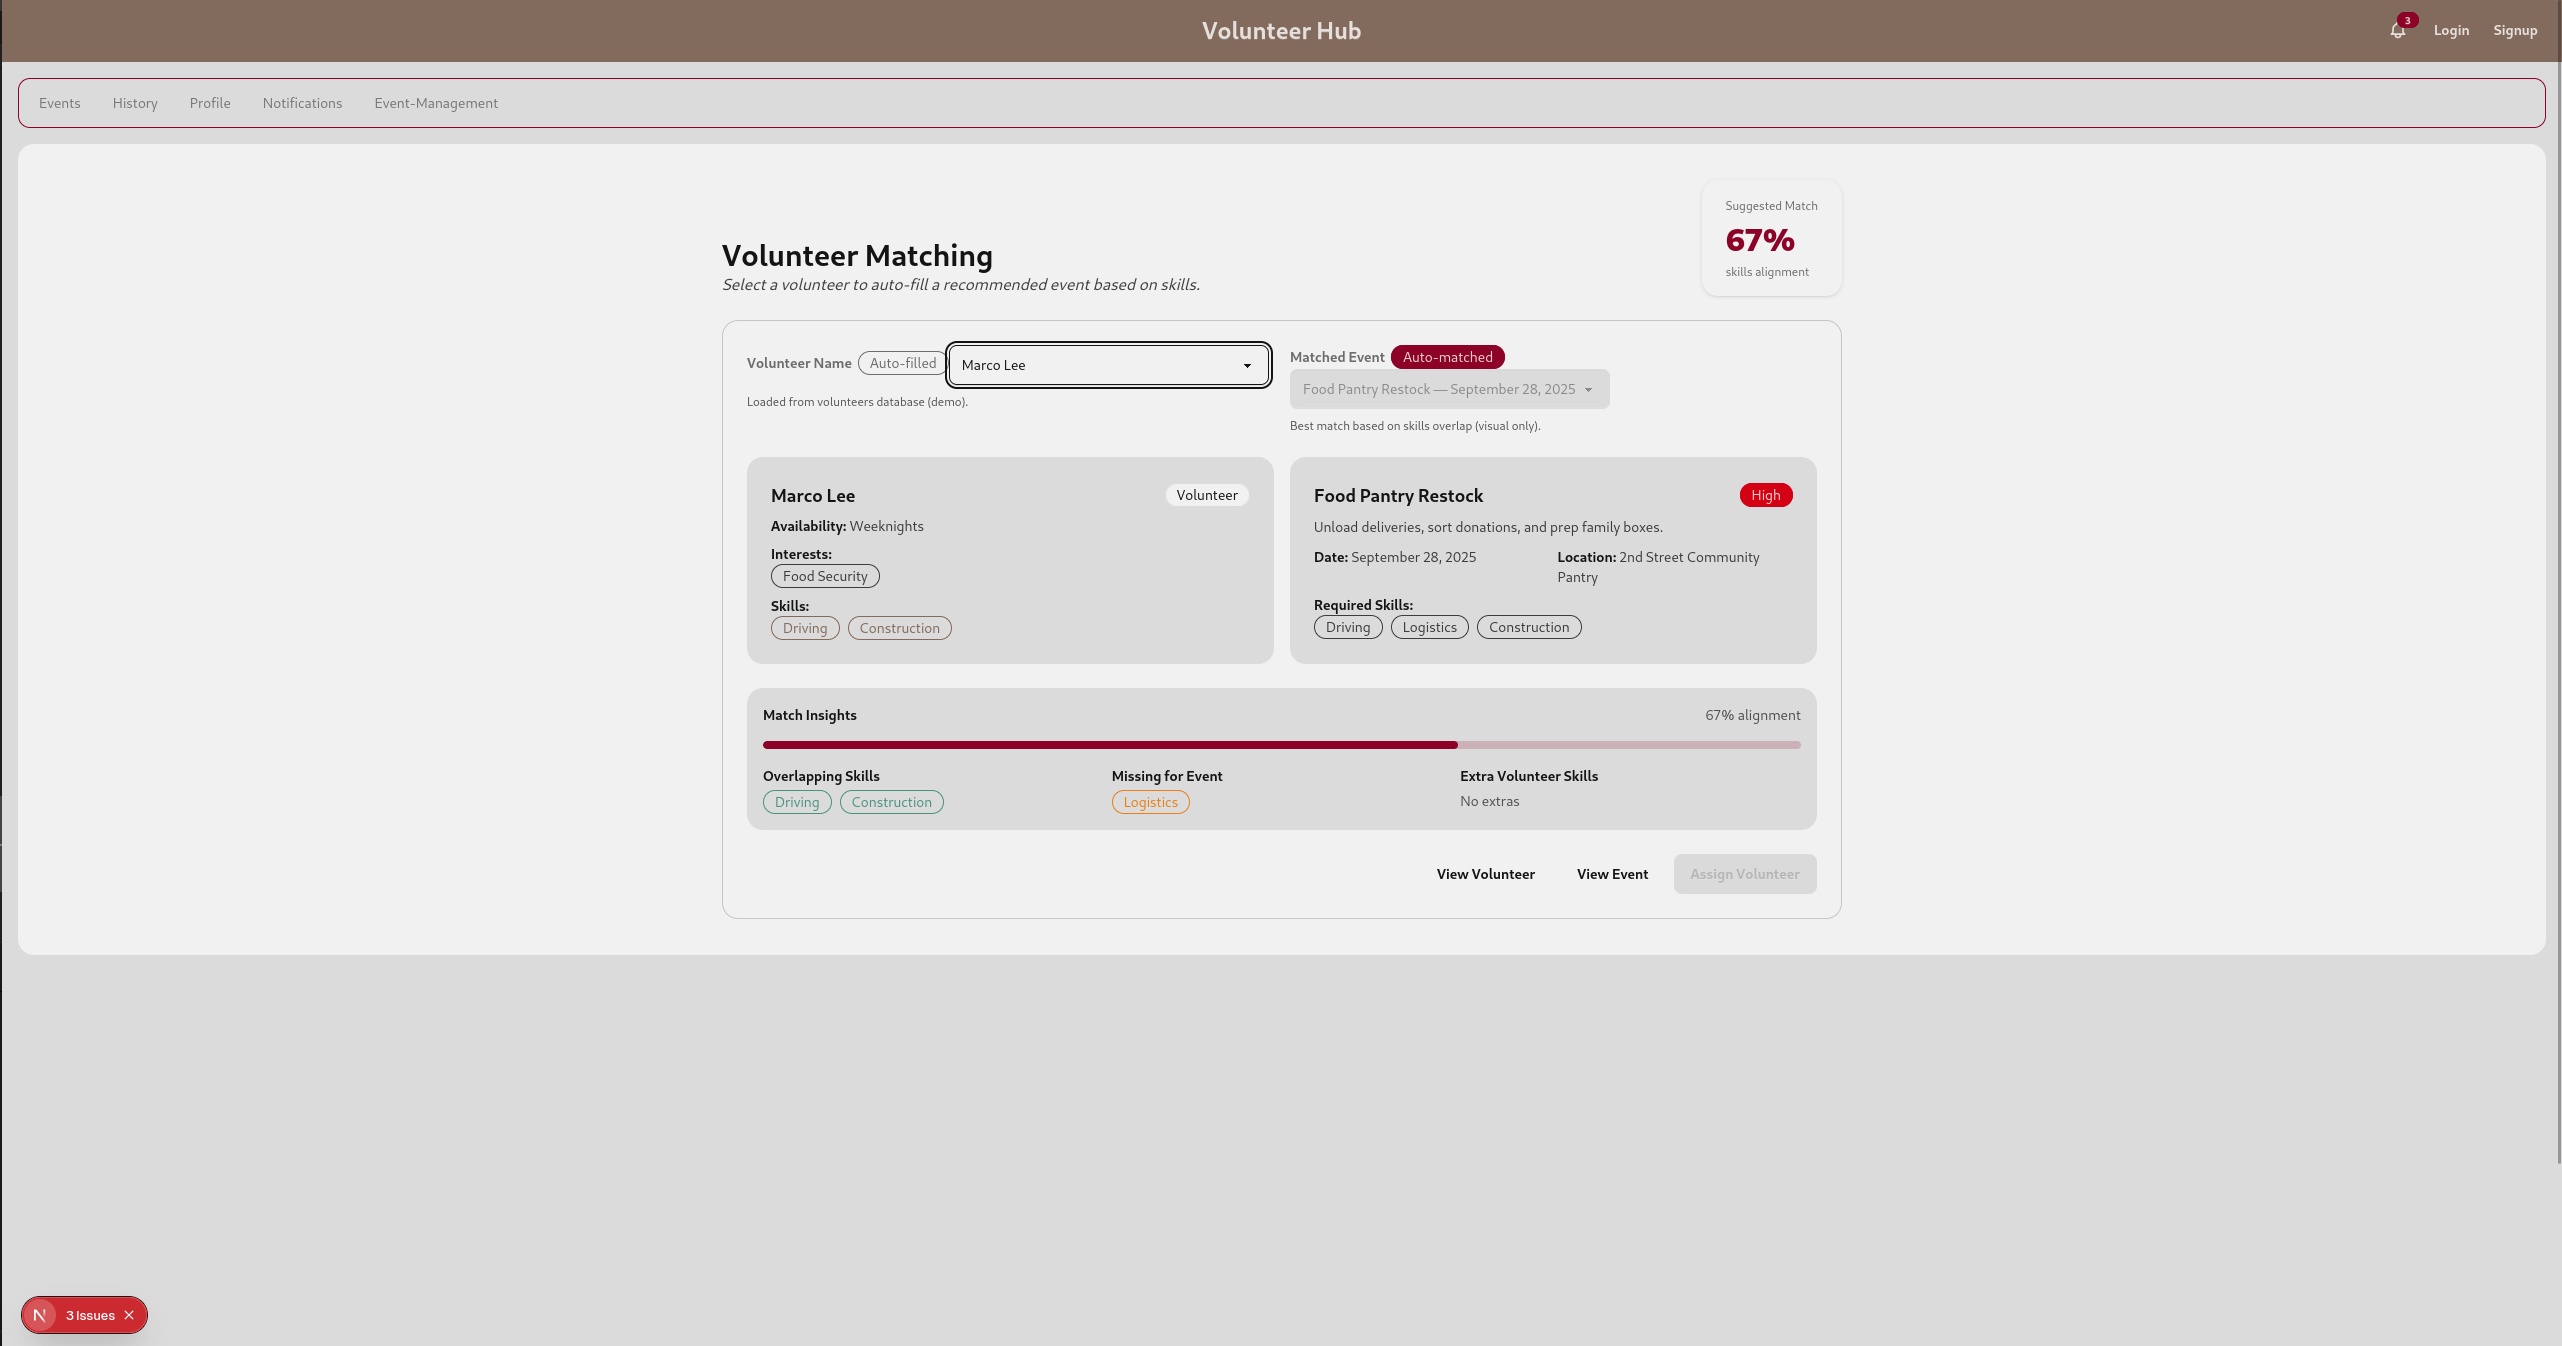 Volunteer Hub
3
Login
Signup
Events
History
Profile
Notifications
Event-Management
Suggested Match
67%
skills alignment
Volunteer Matching
Select a volunteer to auto-fill a recommended event based on skills.
Volunteer Name
Auto-filled
Marco Lee
Loaded from volunteers database (demo).
Matched Event
Auto-matched
Food Pantry Restock — September 28, 2025
Best match based on skills overlap (visual only).
Marco Lee
Volunteer
Availability: Weeknights
Interests:
Food Security
Skills:
Driving
Construction
Food Pantry Restock
High
Unload deliveries, sort donations, and prep family boxes.
Date: September 28, 2025
Location: 2nd Street Community
Pantry
Required Skills:
Driving
Logistics
Construction
Match Insights
67% alignment
Overlapping Skills
Driving
Construction
Missing for Event
Logistics
Extra Volunteer Skills
No extras
View Volunteer
View Event
Assign Volunteer
N
3 Issues